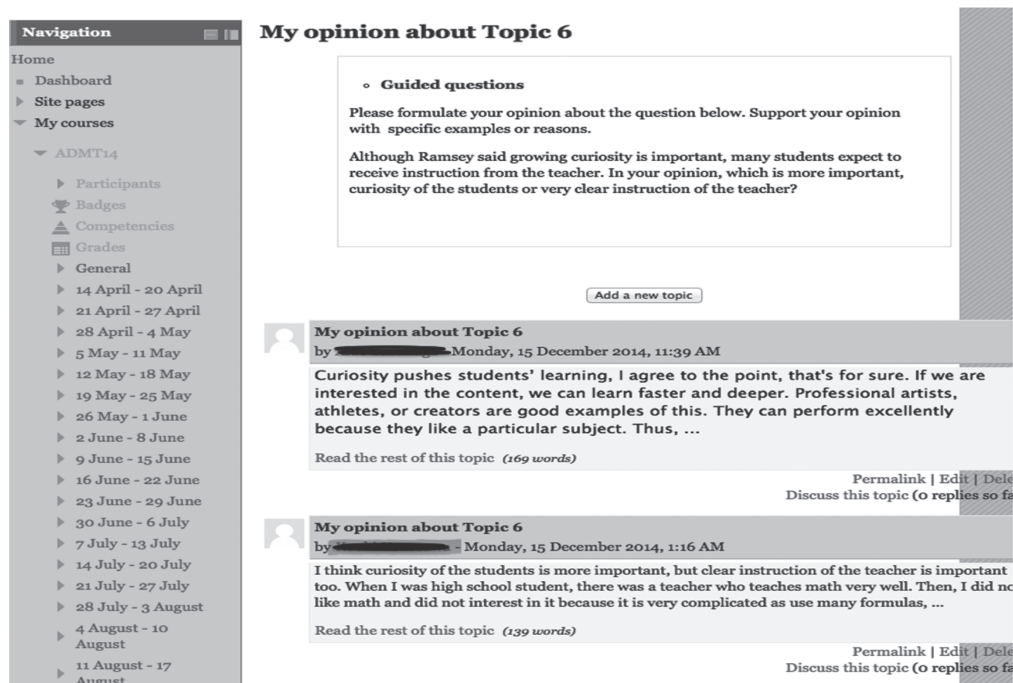 Navigation
Home
Dashboard
Site pages
My courses
ADMT14
Participants
Badges
Competencies
Grades
General
14 April - 20 April
21 April - 27 April
28 April - 4 May
5 May - 11 May
12 May - 18 May
19 May - 25 May
26 May - 1 June
2 June - 8 June
9 June - 15 June
16 June - 22 June
23 June - 29 June
30 June - 6 July
7 July - 13 July
14 July - 20 July
21 July - 27 July
28 July - 3 August
4 August - 10
August
11 August - 17
August
My opinion about Topic 6
Guided questions
Please formulate your opinion about the question below. Support your opinion
with specific examples or reasons.
Although Ramsey said growing curiosity is important, many students expect to
receive instruction from the teacher. In your opinion, which is more important,
curiosity of the students or very clear instruction of the teacher?
Add a new topic
My opinion about Topic 6
by Monday, 15 December 2014, 11:39 AM
Curiosity pushes students' learning, I agree to the point, that's for sure. If we are
interested in the content, we can learn faster and deeper. Professional artists,
athletes, or creators are good examples of this. They can perform excellently
because they like a particular subject. Thus, ...
Read the rest of this topic (169 words)
Permalink | Edit | Dele
Discuss this topic (0 replies so fa
My opinion about Topic 6
by - Monday, 15 December 2014, 1:16 AM
I think curiosity of the students is more important, but clear instruction of the teacher is important
too. When I was high school student, there was a teacher who teaches math very well. Then, I did no
like math and did not interest in it because it is very complicated as use many formulas, ...
Read the rest of this topic (139 words)
Permalink | Edit | Dele
Discuss this topic (0 replies so fa